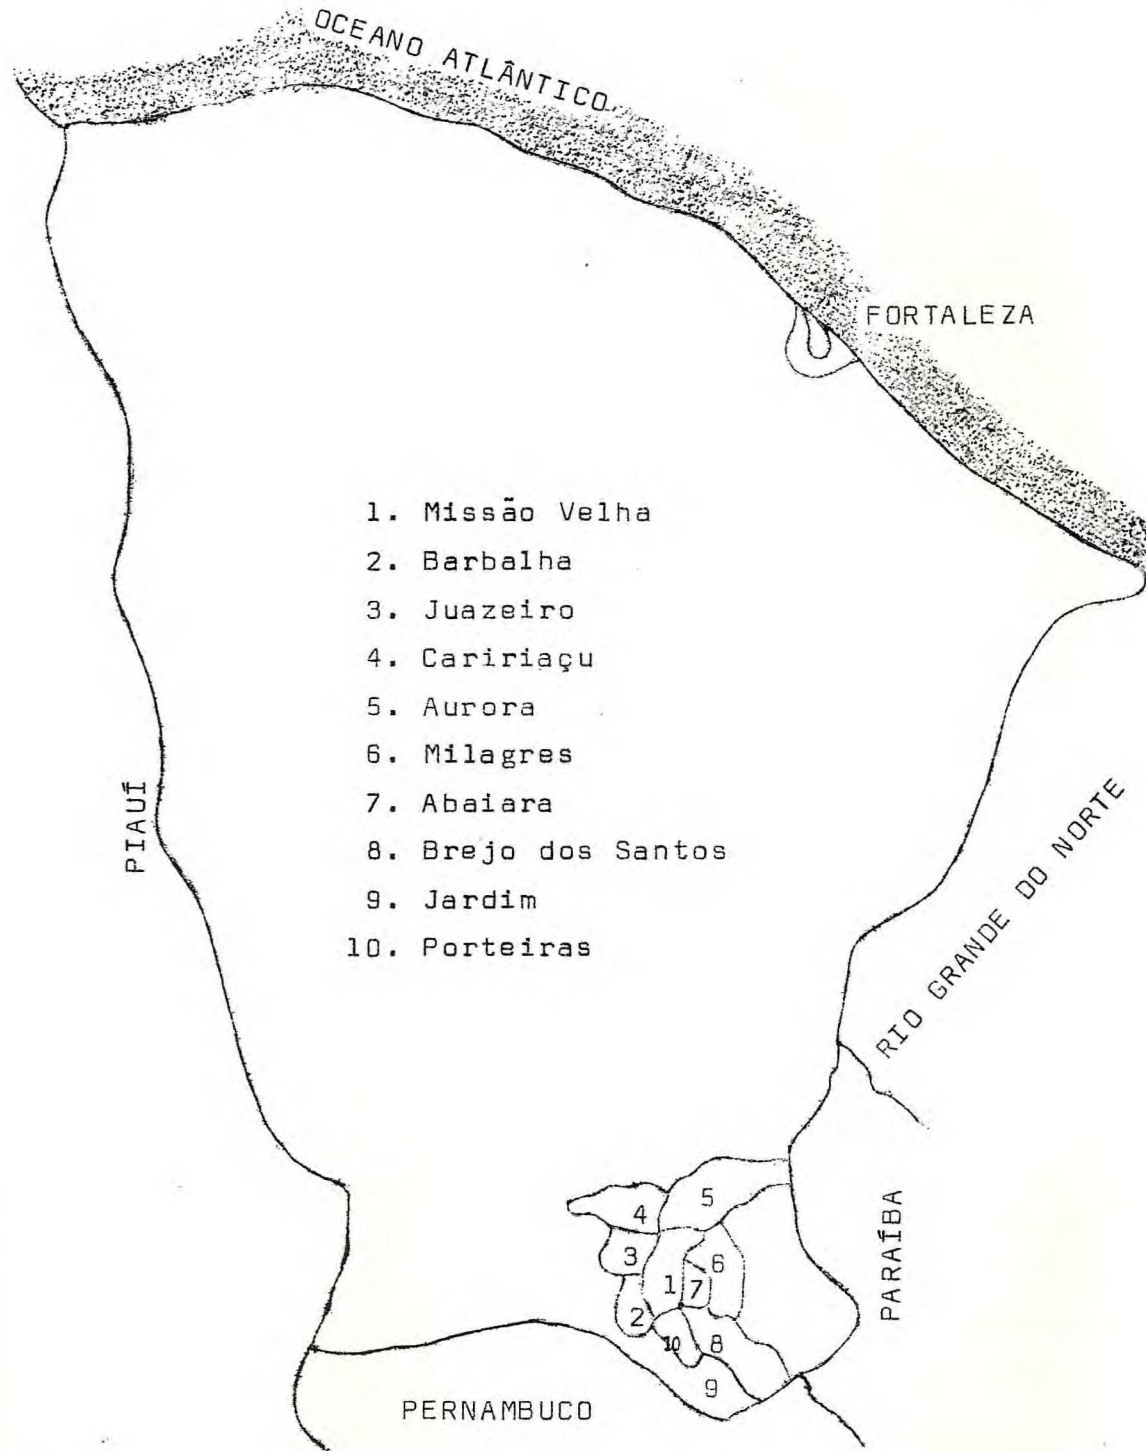 OCEANO ATLÂNTICO
FORTALEZA
1. Missão Velha
2. Barbalha
3. Juazeiro
4. Caririaçu
5. Aurora
6. Milagres
7. Abaiara
8. Brejo dos Santos
9. Jardim
10. Porteiras
PIAUÍ
RIO GRANDE DO NORTE
PARAÍBA
5
4
3
6
1
7
2
10
8
9
PERNAMBUCO